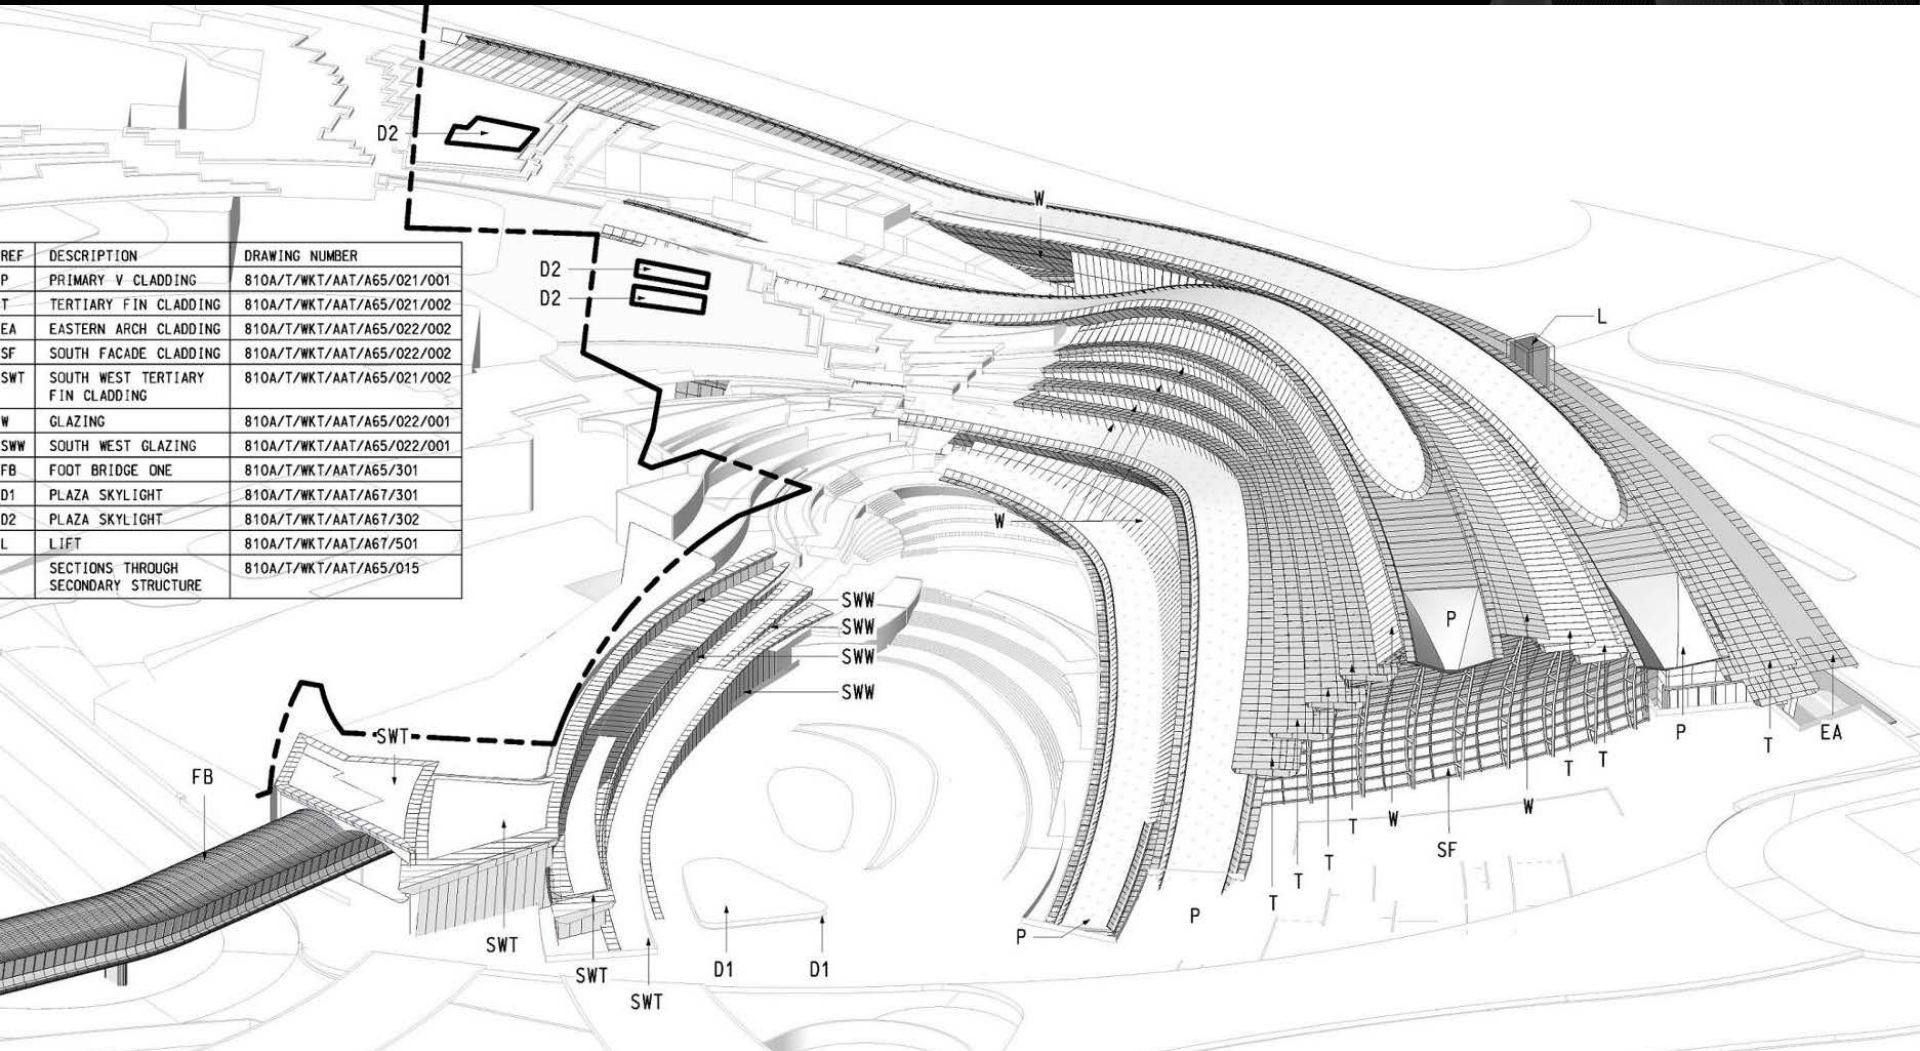 D2
W
D2
D2
L
REF DESCRIPTION DRAWING NUMBER
P PRIMARY V CLADDING 810A/T/WKT/AAT/A65/021/001
T TERTIARY FIN CLADDING 810A/T/WKT/AAT/A65/021/002
EA EASTERN ARCH CLADDING 810A/T/WKT/AAT/A65/022/002
SF SOUTH FACADE CLADDING 810A/T/WKT/AAT/A65/022/002
SWT SOUTH WEST TERTIARY 810A/T/WKT/AAT/A65/021/002
FIN CLADDING
W GLAZING 810A/T/WKT/AAT/A65/022/001
SWW SOUTH WEST GLAZING 810A/T/WKT/AAT/A65/022/001
FB FOOT BRIDGE ONE 810A/T/WKT/AAT/A65/301
D1 PLAZA SKYLIGHT 810A/T/WKT/AAT/A67/301
D2 PLAZA SKYLIGHT 810A/T/WKT/AAT/A67/302
L LIFT 810A/T/WKT/AAT/A67/501
SECTIONS THROUGH 810A/T/WKT/AAT/A65/015
SECONDARY STRUCTURE
W
SWW
SWW
SWW
SWW
P
SWT
FB
P
T
EA
T
T
W
W
T
SF
T
T
T
P
P
SWT
SWT
SWT
D1
D1